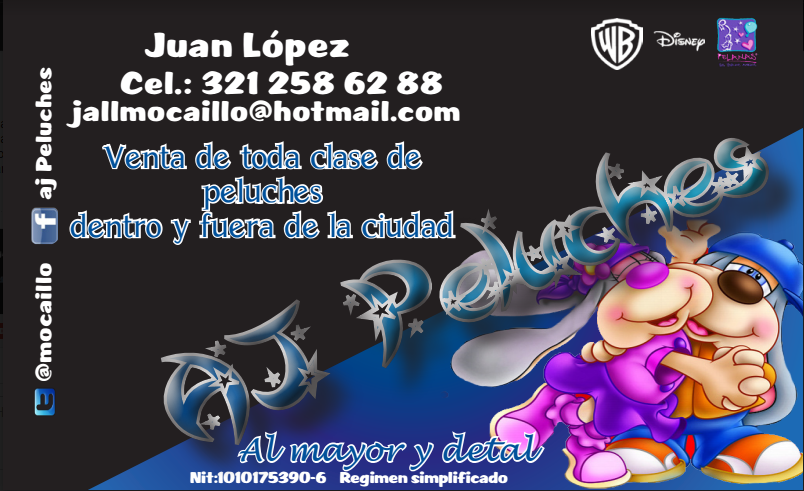 Juan López
Cel.: 321 258 62 88
jallmocaillo@hotmail.com
WB
Disney
Venta de toda clase de
peluches
dentro y fuera de la ciudad
aj Peluches
@mocaillo
AJ Peluches
Al mayor y detal
Nit:1010175390-6 Regimen simplificado